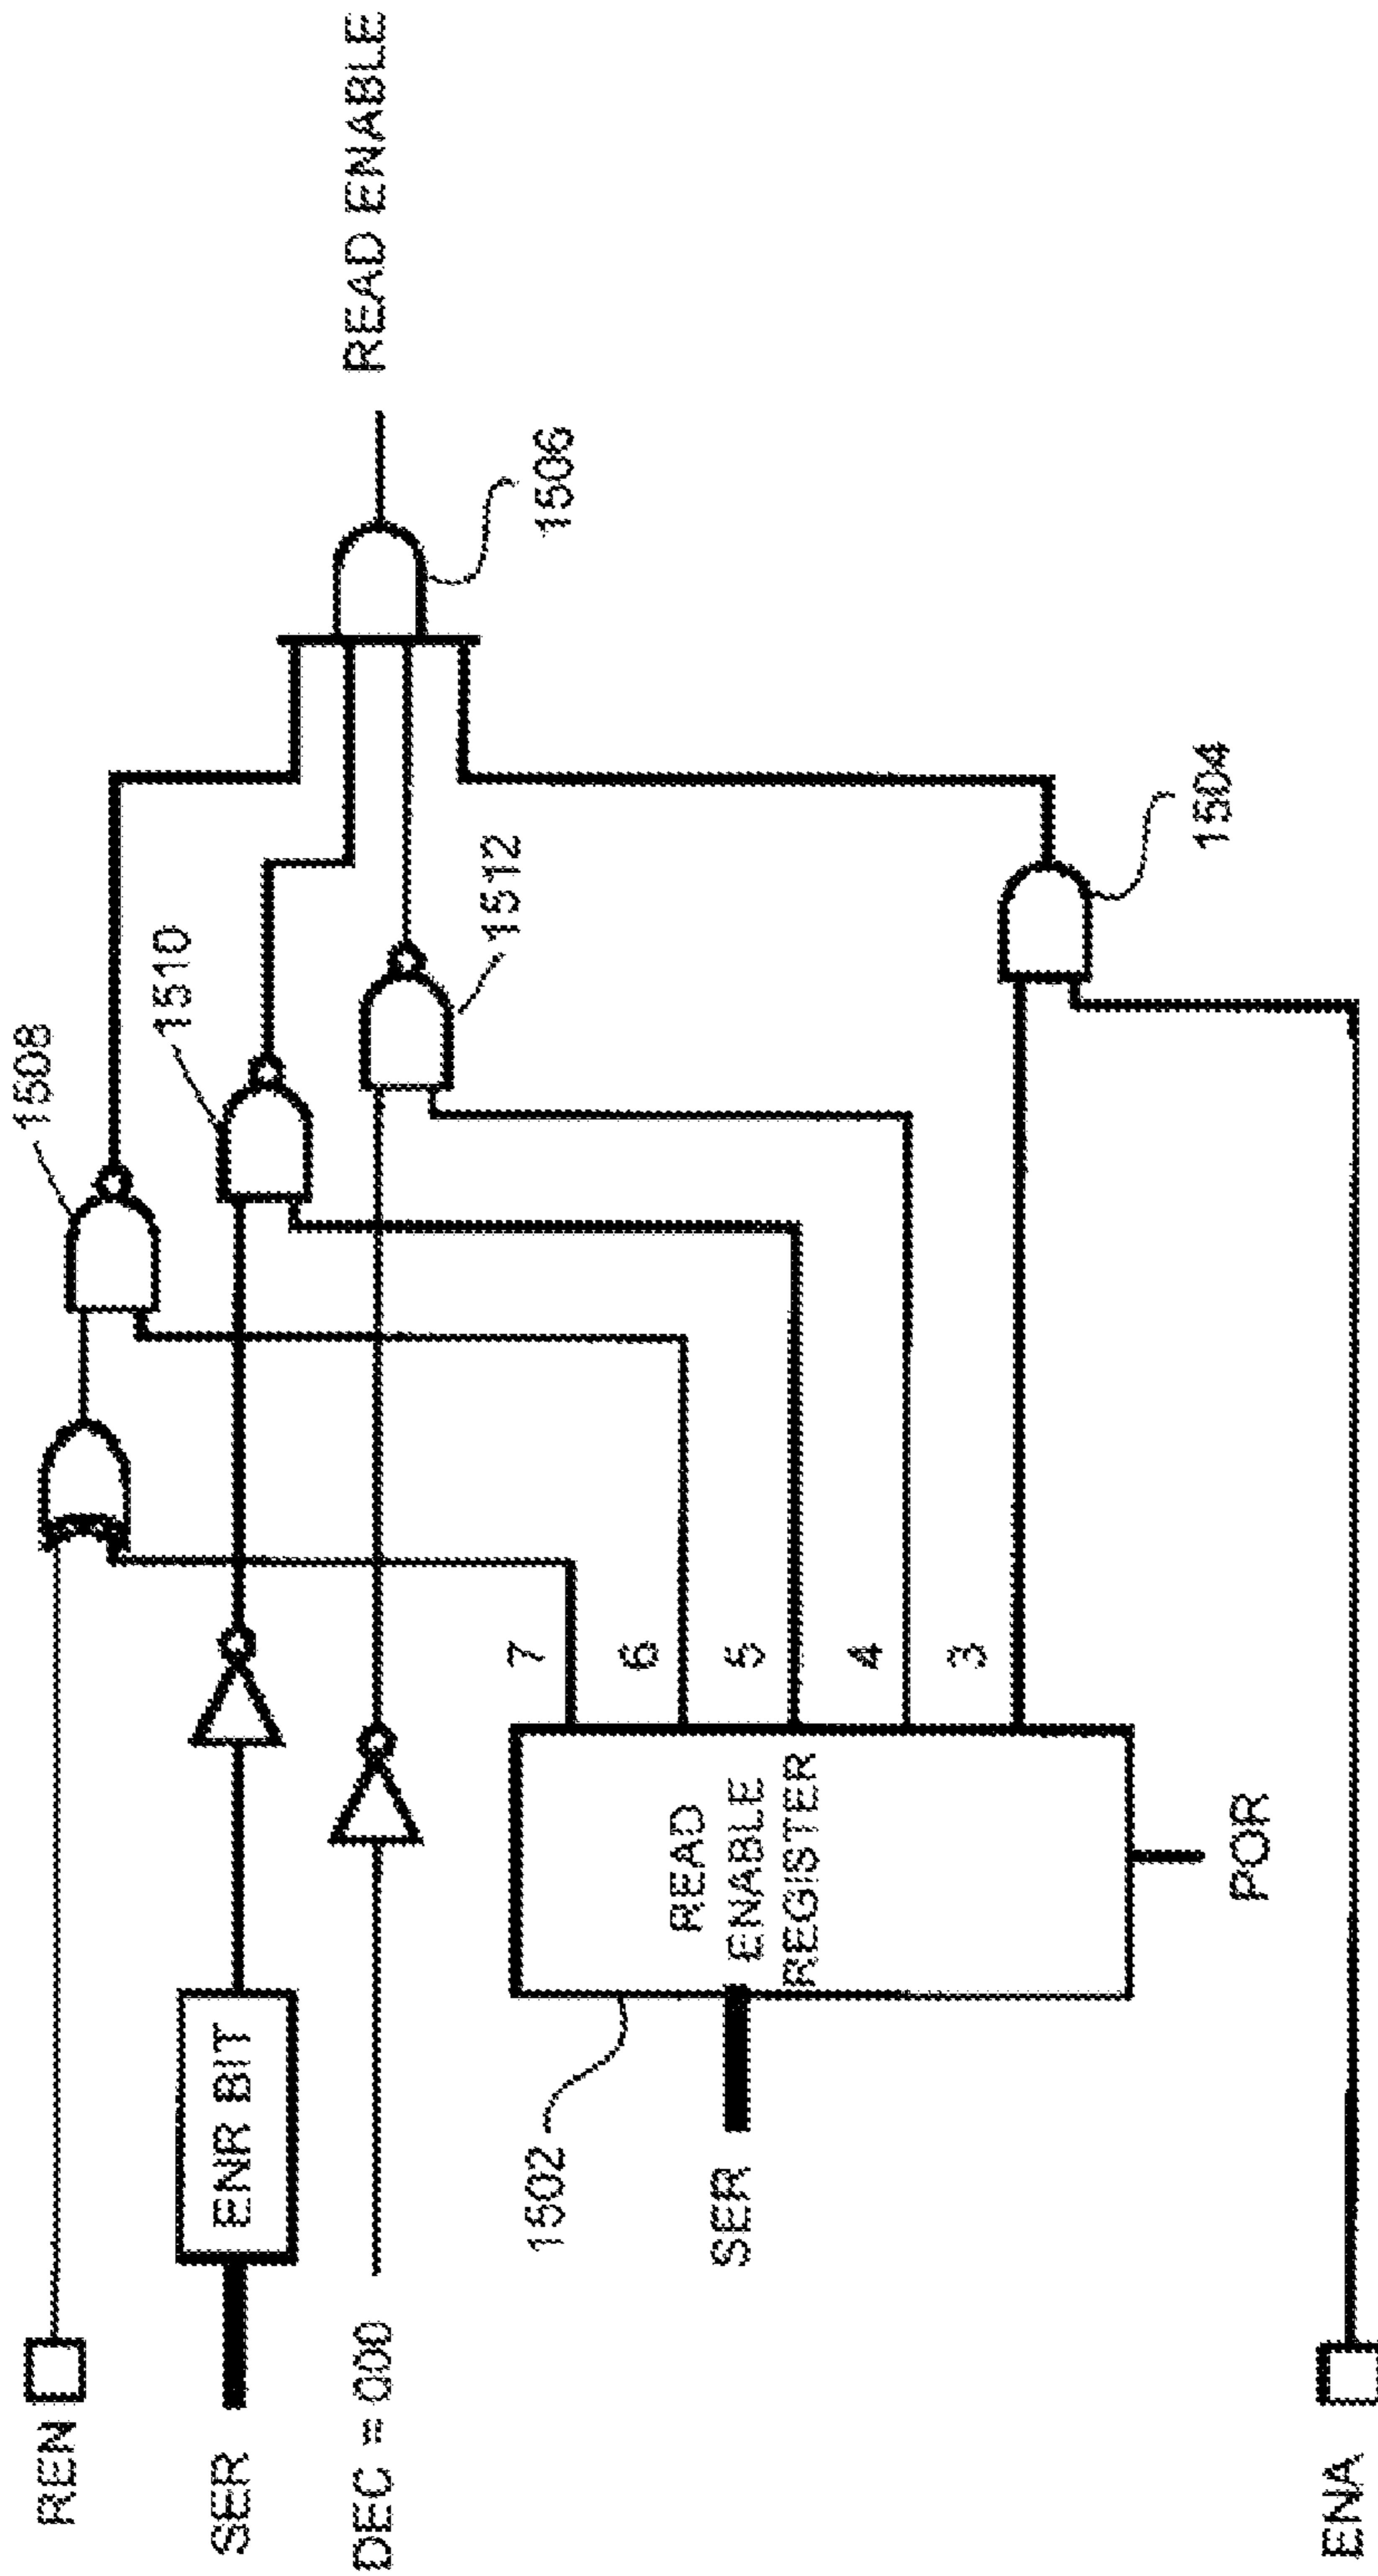 REN
1508
SER
ENR BIT
1510
DEC = 000
1512
READ ENABLE
1506
1502
SER
READ
ENABLE
REGISTER
7
6
5
4
3
POR
1504
ENA